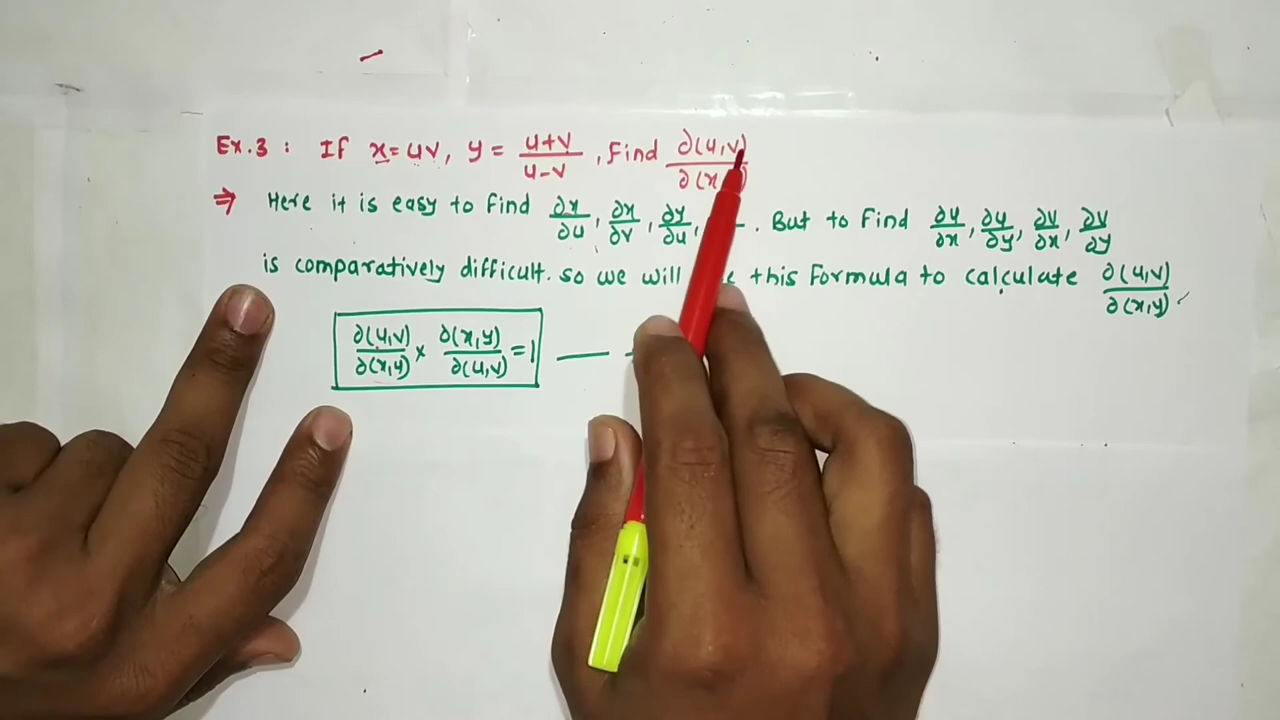 Ex.3 : If x=uv, y = (u+v)/(u-v), Find ∂(u,v)/∂(x
⇒ Here it is easy to find ∂x/∂u, ∂x/∂v, ∂y/∂u, . But to find ∂u/∂x, ∂u/∂y, ∂v/∂x, ∂v/∂y
is comparatively difficult. so we will this formula to calculate ∂(u,v)/∂(x,y).
∂(u,v)/∂(x,y) × ∂(x,y)/∂(u,v) = 1 —